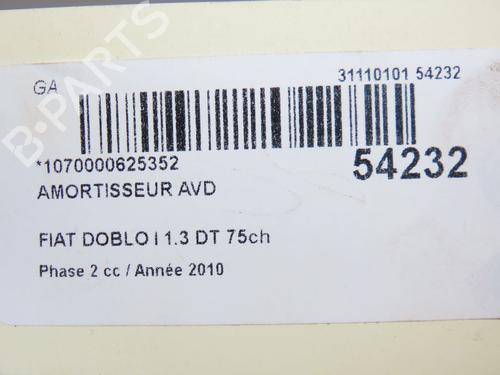 GA
31110101 54232
*1070000625352
54232
AMORTISSEUR AVD
FIAT DOBLO I 1.3 DT 75ch
Phase 2 cc / Année 2010
B-PARTS